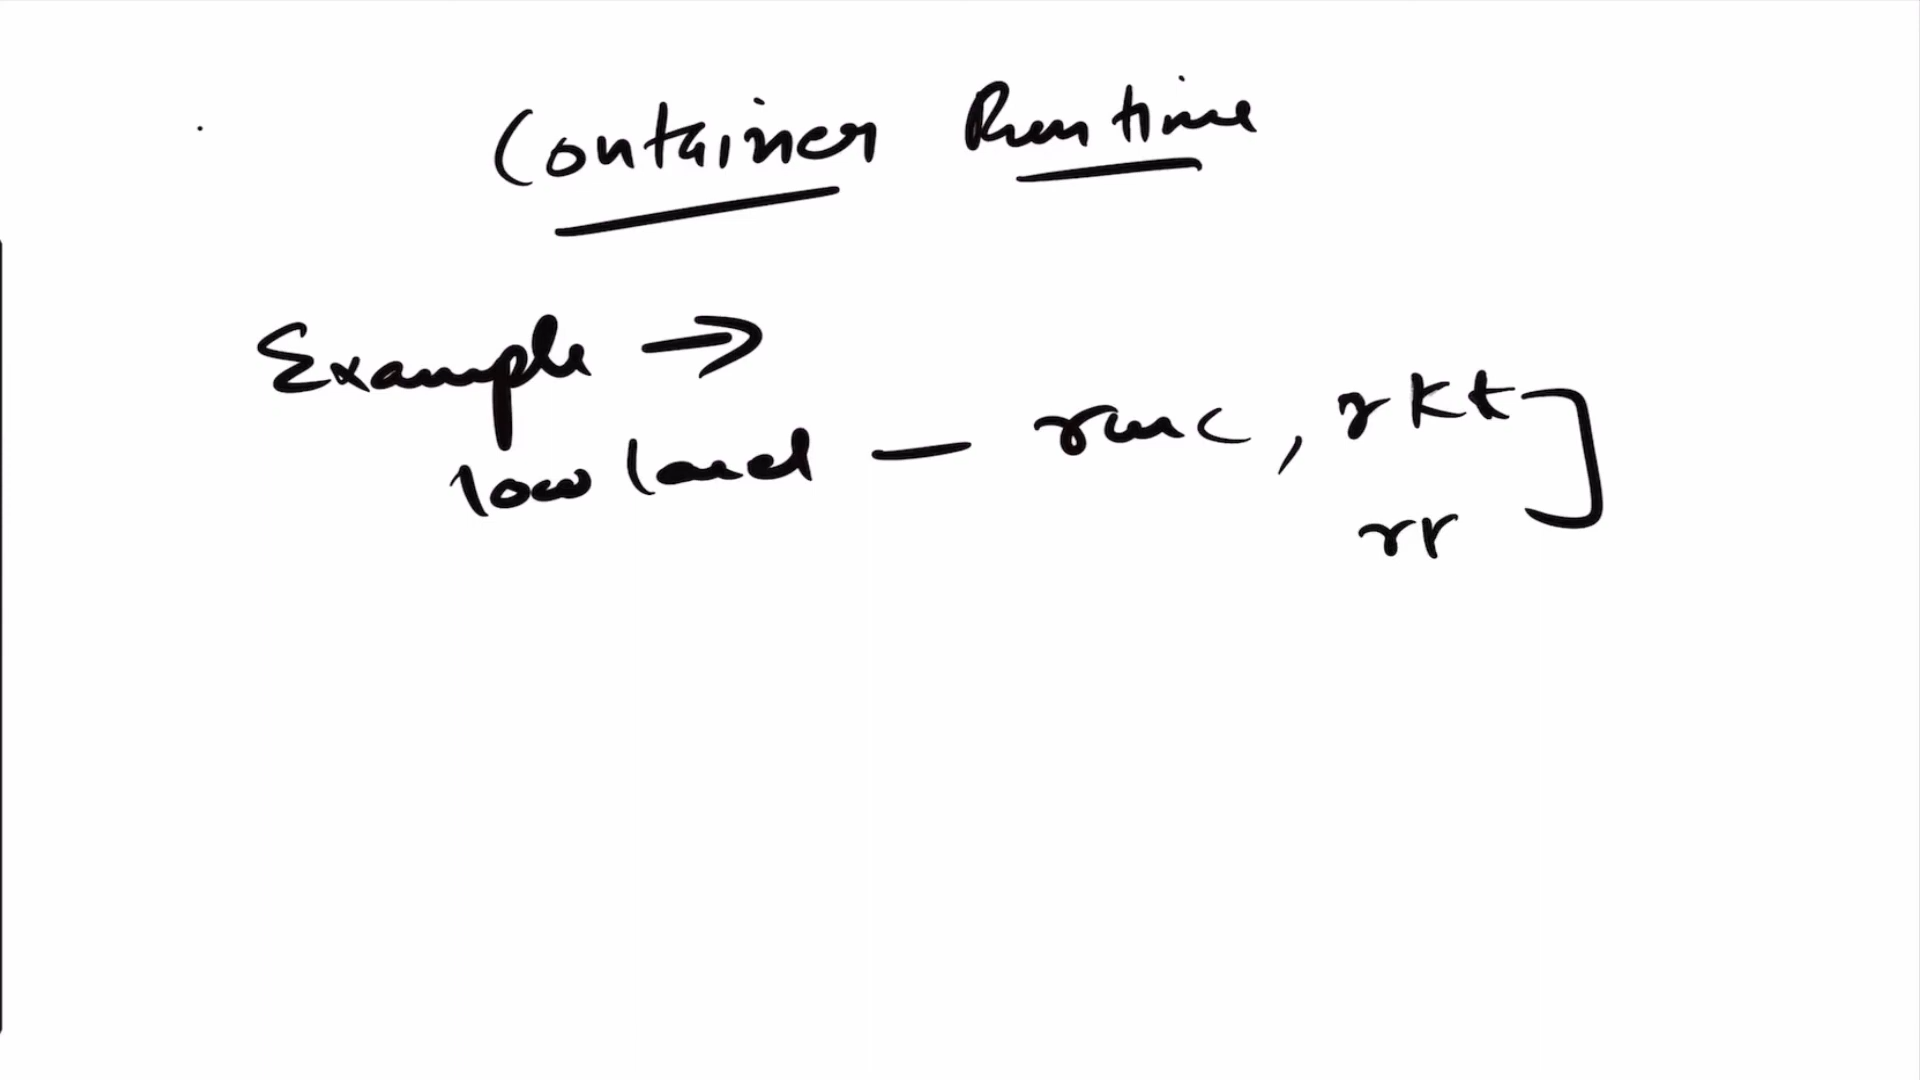 Container Runtime
Example →
low level — runc, rkt]
rr